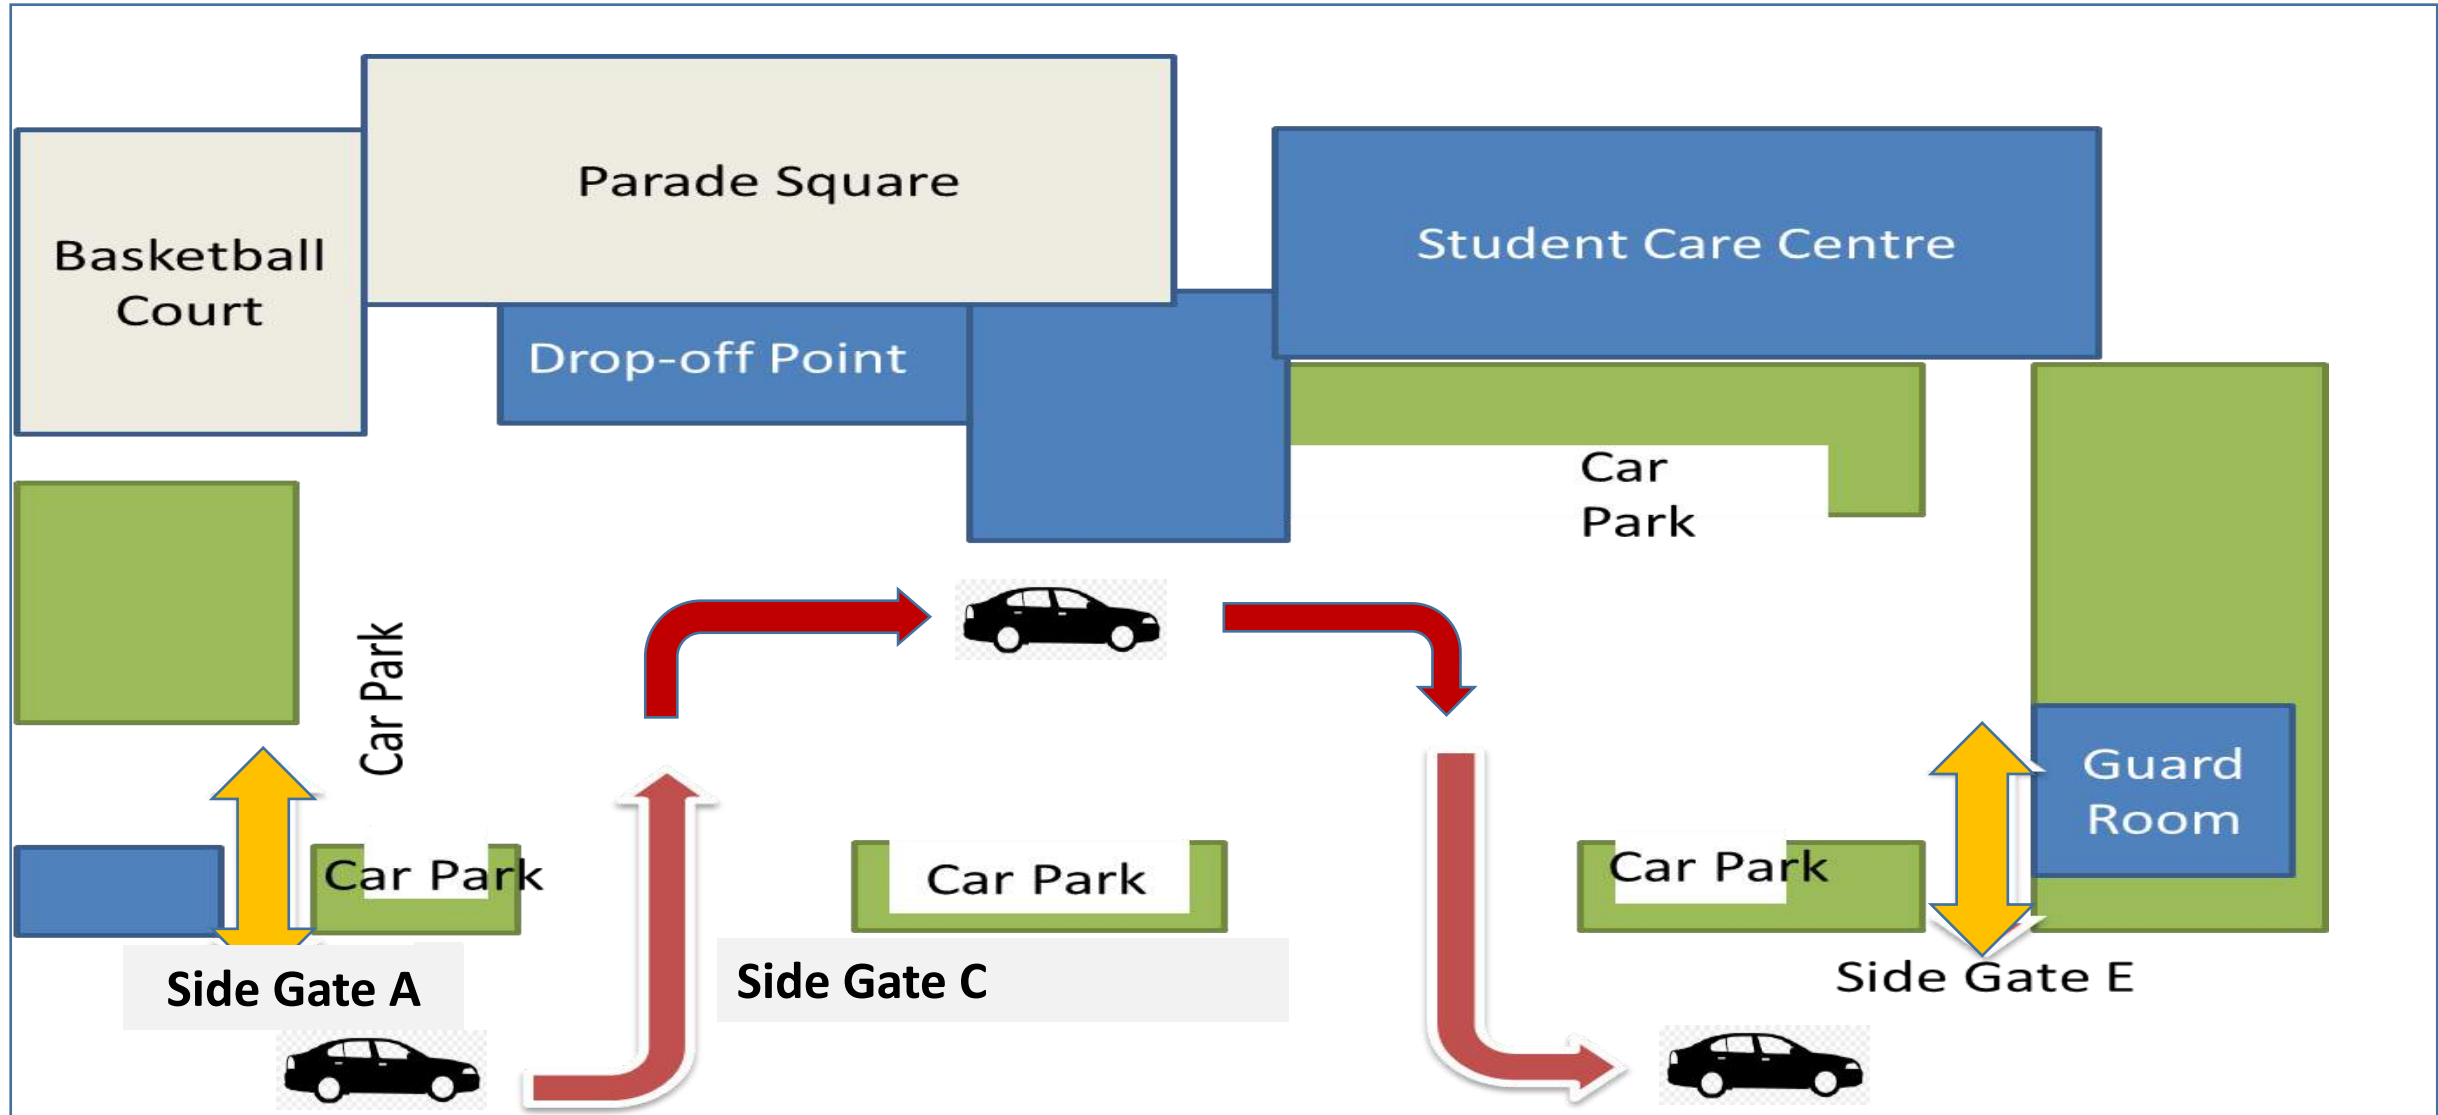 Parade Square
Basketball
Court
Student Care Centre
Drop-off Point
Car
Park
Car Park
Guard
Room
Car Park
Car Park
Car Park
Side Gate A
Side Gate C
Side Gate E